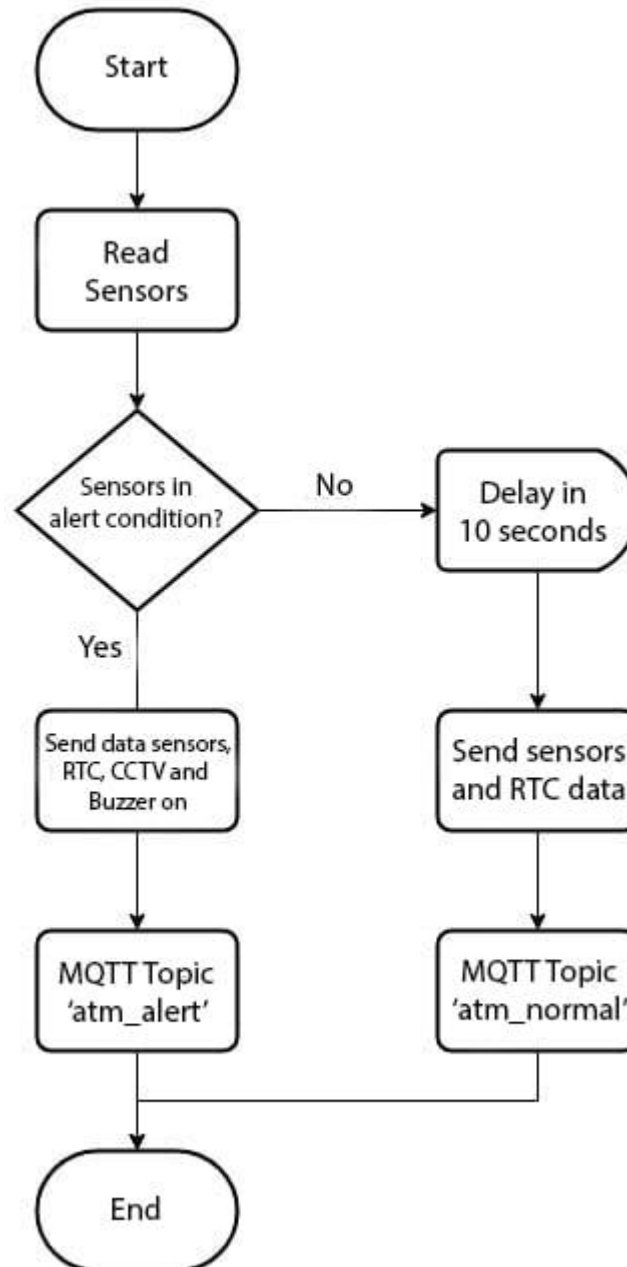 Start
Read
Sensors
Sensors in
alert condition?
No
Delay in
10 seconds
Yes
Send data sensors,
RTC, CCTV and
Buzzer on
Send sensors
and RTC data
MQTT Topic
‘atm_alert’
MQTT Topic
‘atm_normal’
End